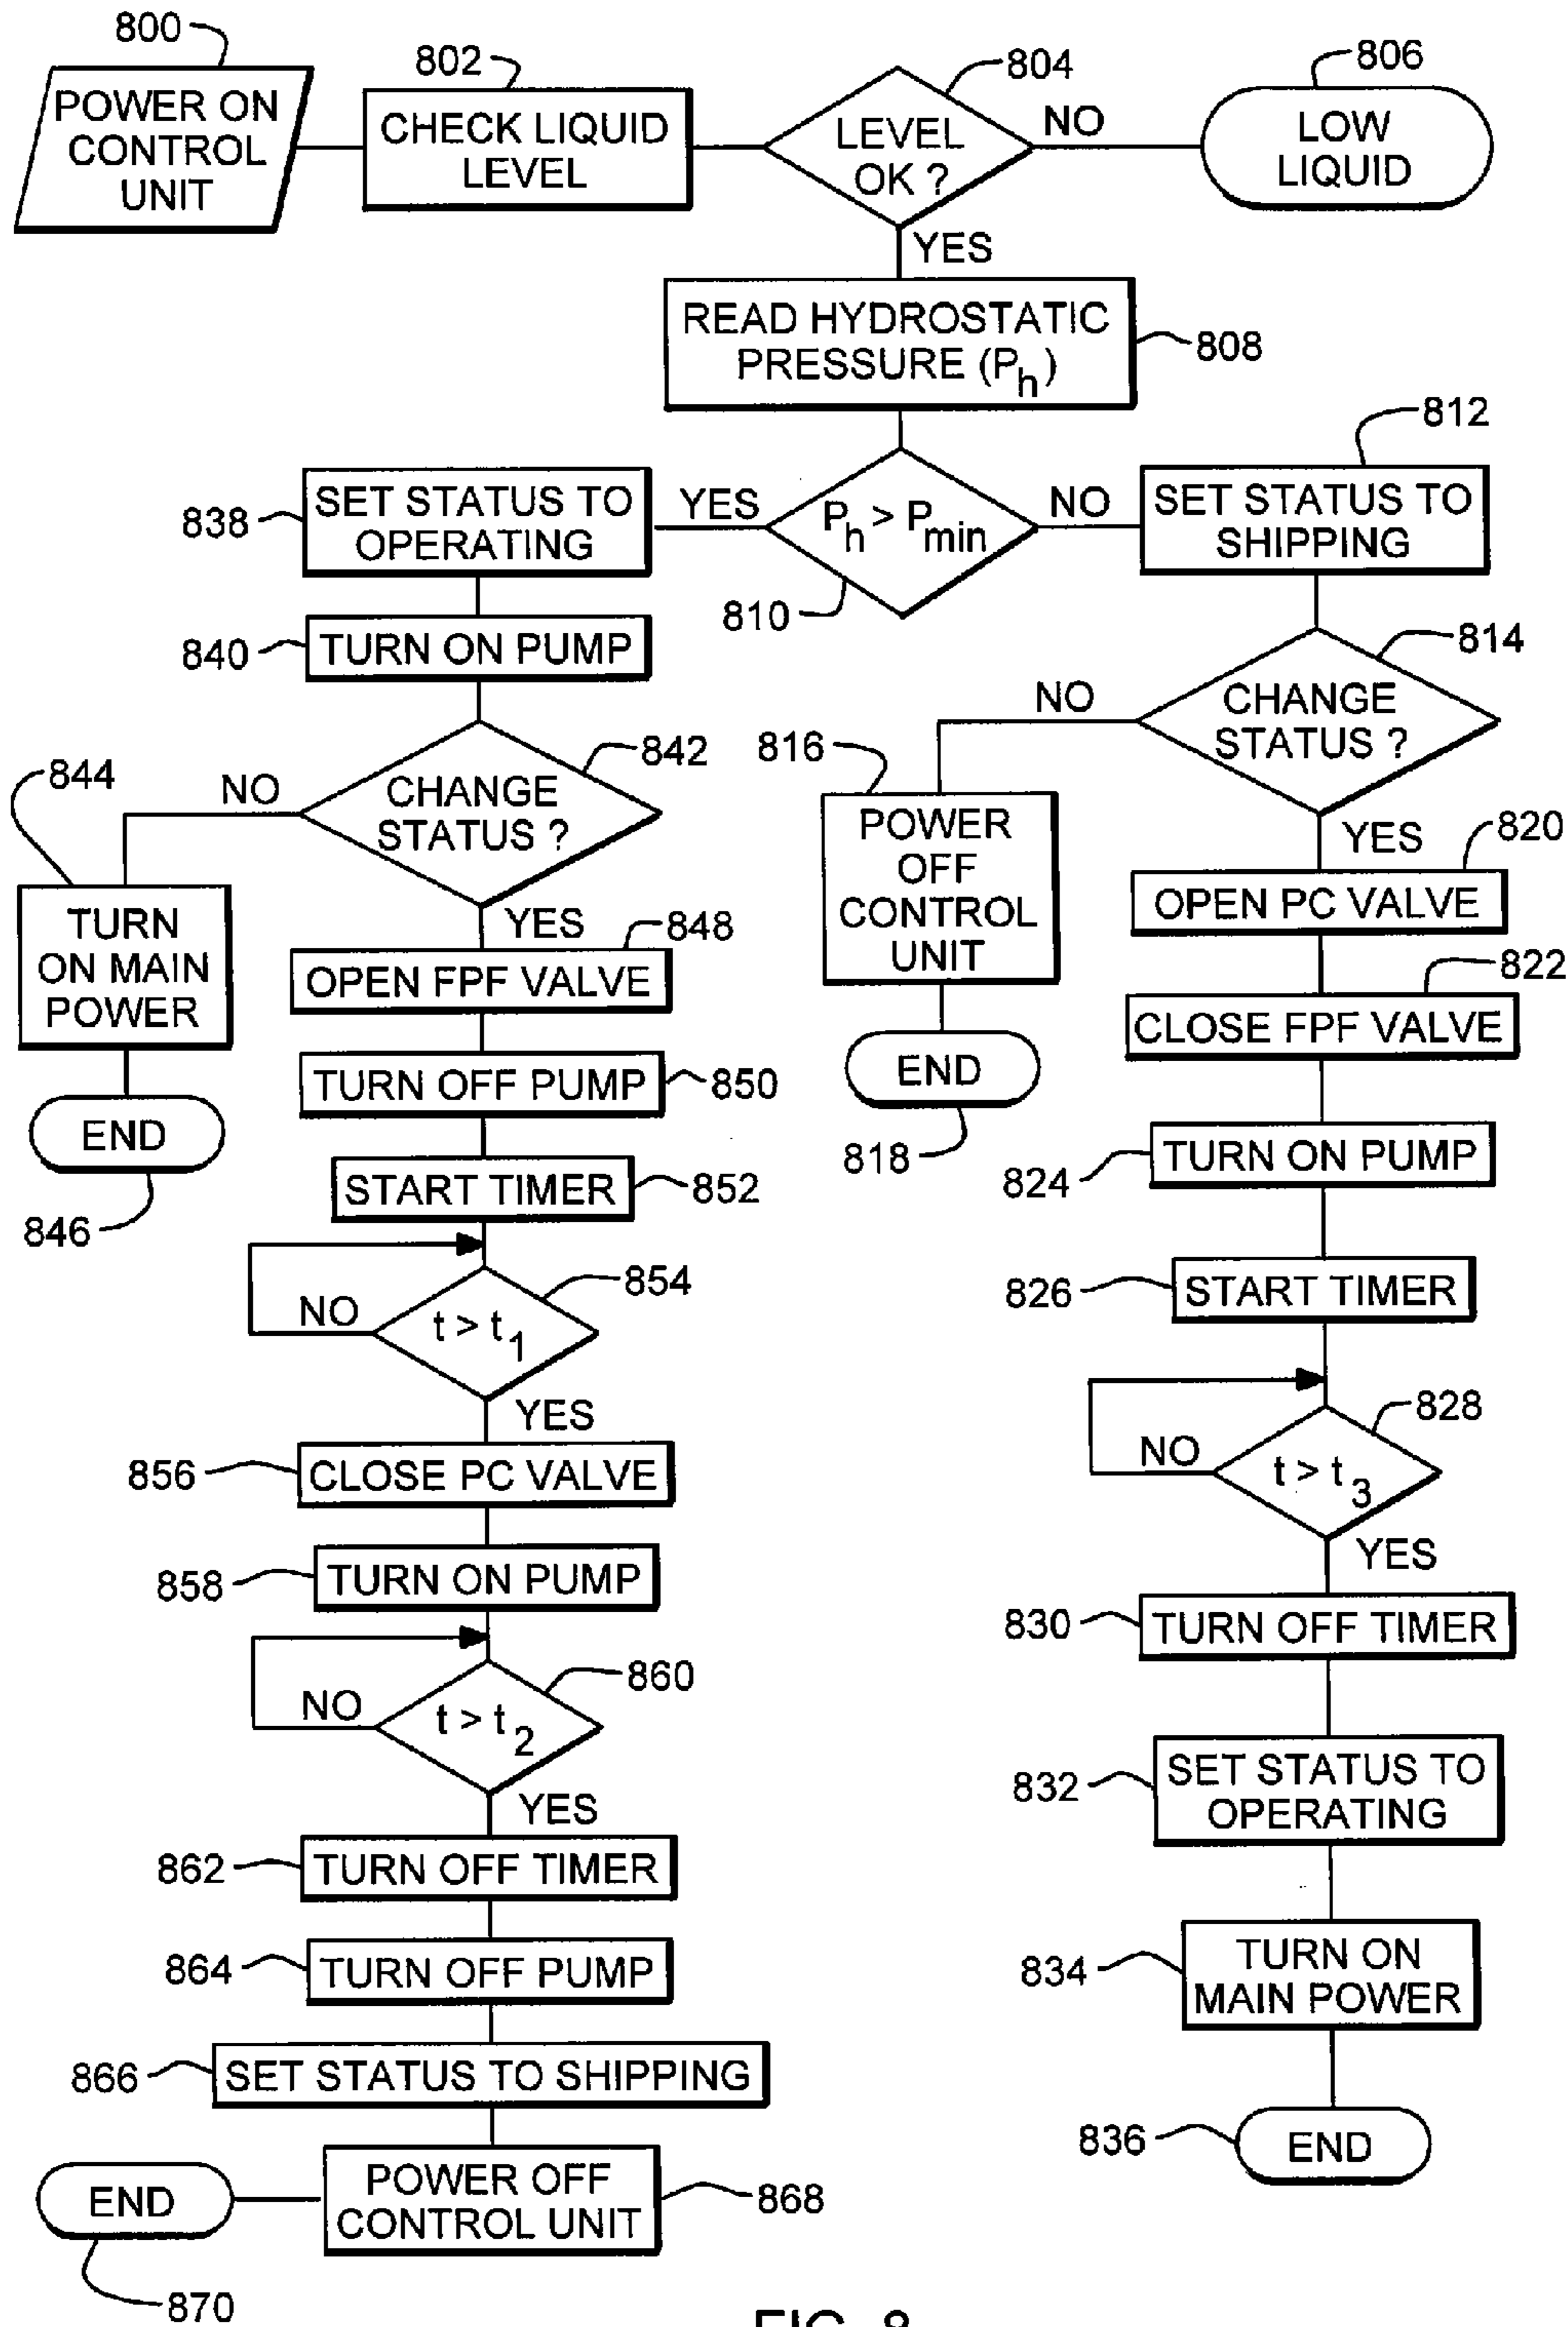 800
POWER ON
CONTROL
UNIT
802
CHECK LIQUID
LEVEL
804
LEVEL
OK ?
NO
806
LOW
LIQUID
YES
READ HYDROSTATIC
PRESSURE (Ph)
808
Ph > Pmin
810
YES
NO
812
SET STATUS TO
SHIPPING
838
SET STATUS TO
OPERATING
840
TURN ON PUMP
842
CHANGE
STATUS ?
NO
844
TURN
ON MAIN
POWER
END
846
YES
848
OPEN FPF VALVE
TURN OFF PUMP
850
START TIMER
852
854
t > t1
NO
YES
856
CLOSE PC VALVE
858
TURN ON PUMP
860
t > t2
NO
YES
862
TURN OFF TIMER
864
TURN OFF PUMP
866
SET STATUS TO SHIPPING
POWER OFF
CONTROL UNIT
868
END
870
814
CHANGE
STATUS ?
NO
816
POWER
OFF
CONTROL
UNIT
END
818
YES
820
OPEN PC VALVE
822
CLOSE FPF VALVE
824
TURN ON PUMP
826
START TIMER
828
t > t3
NO
YES
830
TURN OFF TIMER
832
SET STATUS TO
OPERATING
834
TURN ON
MAIN POWER
836
END
FIG. 8